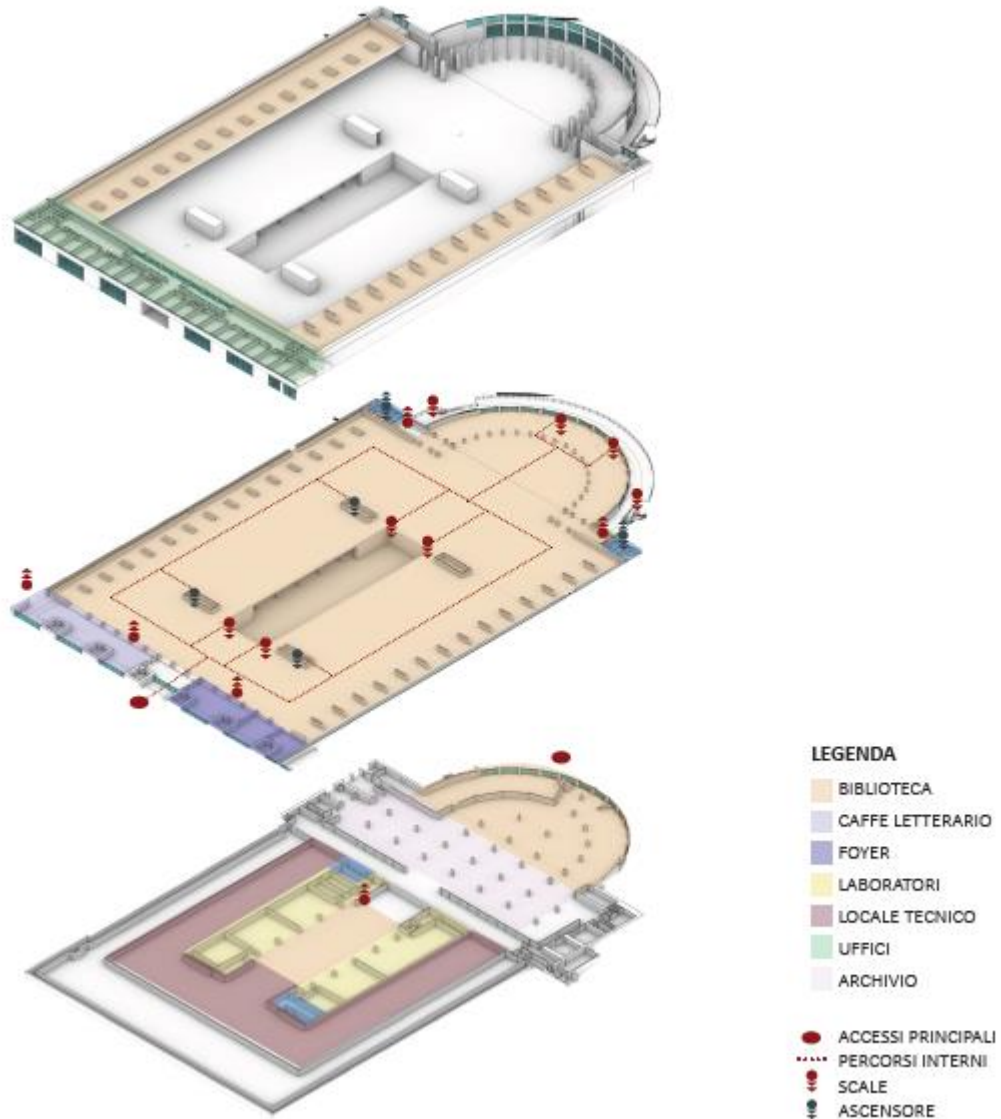 LEGENDA
BIBLIOTECA
CAFFE LETTERARIO
FOYER
LABORATORI
LOCALE TECNICO
UFFICI
ARCHIVIO
ACCESSI PRINCIPALI
PERCORSI INTERNI
SCALE
ASCENSORE